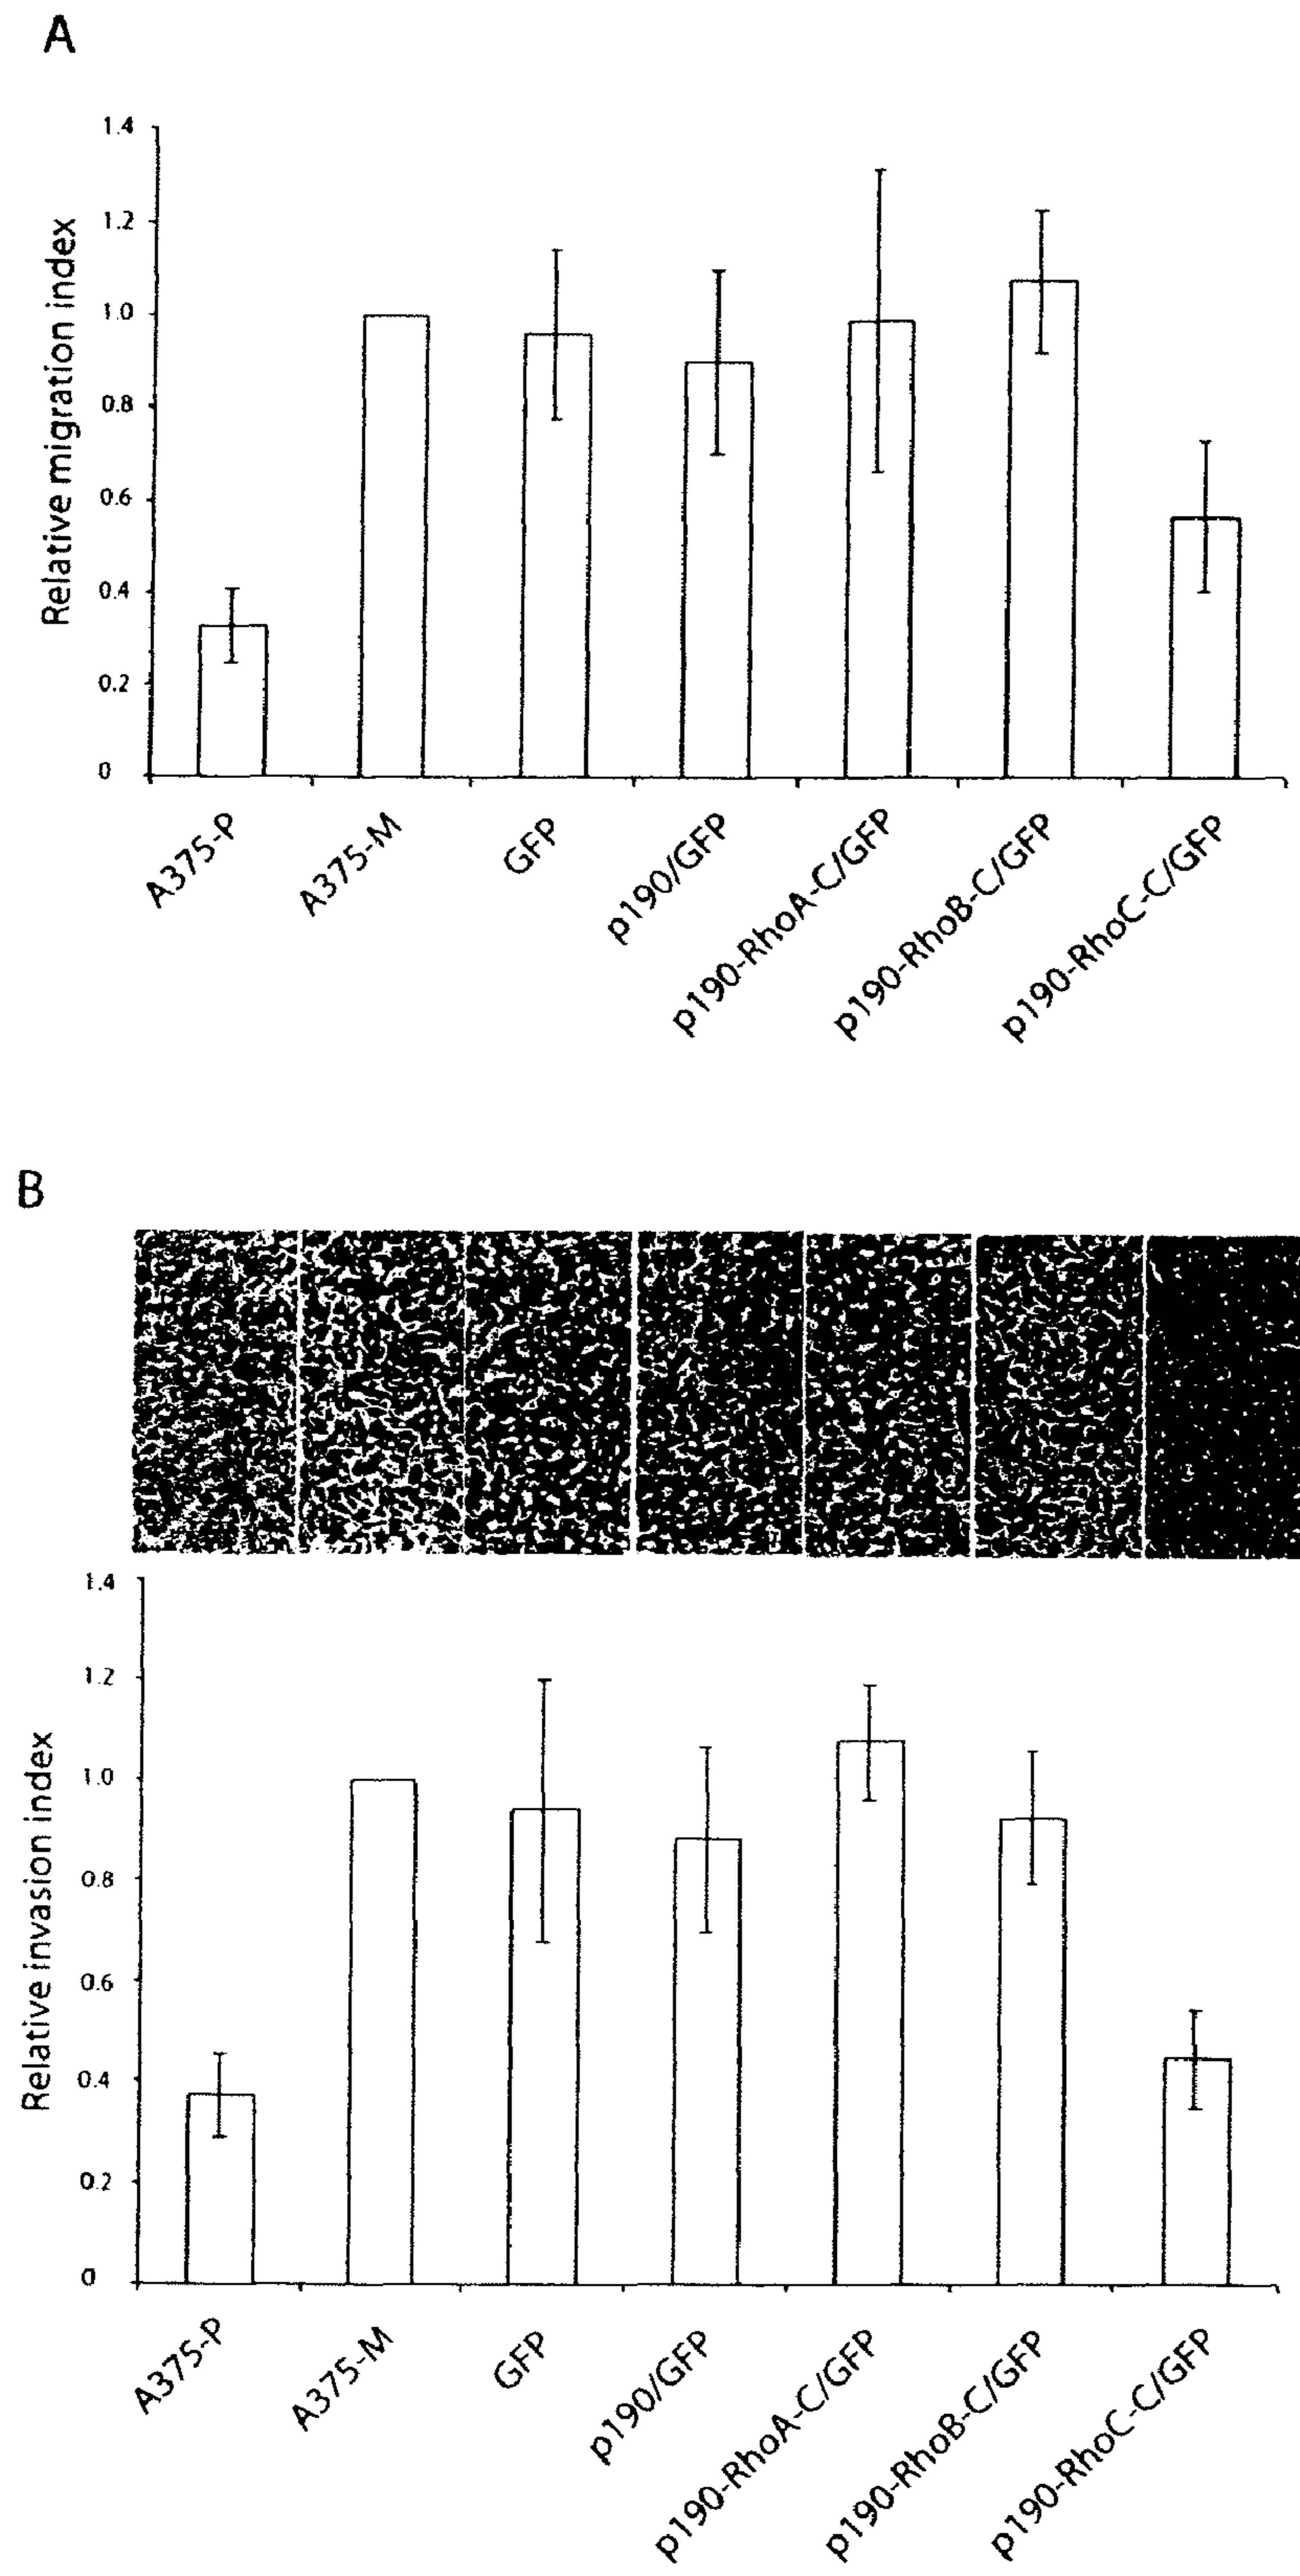 A
Relative migration index
1.4
1.2
1.0
0.8
0.6
0.4
0.2
0
A375-P
A375-M
GFP
p190/GFP
p190-RhoA-C/GFP
p190-RhoB-C/GFP
p190-RhoC-C/GFP
B
Relative invasion index
1.4
1.2
1.0
0.8
0.6
0.4
0.2
0
A375-P
A375-M
GFP
p190/GFP
p190-RhoA-C/GFP
p190-RhoB-C/GFP
p190-RhoC-C/GFP